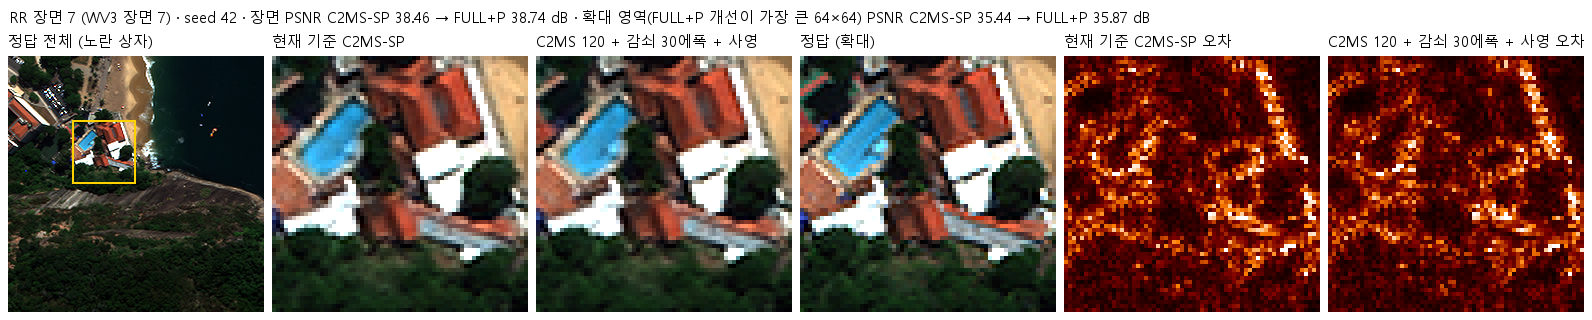 RR 장면 7 (WV3 장면 7) · seed 42 · 장면 PSNR C2MS-SP 38.46 → FULL+P 38.74 dB · 확대 영역(FULL+P 개선이 가장 큰 64×64) PSNR C2MS-SP 35.44 → FULL+P 35.87 dB
정답 전체 (노란 상자)
현재 기준 C2MS-SP
C2MS 120 + 감쇠 30에폭 + 사영
정답 (확대)
현재 기준 C2MS-SP 오차
C2MS 120 + 감쇠 30에폭 + 사영 오차